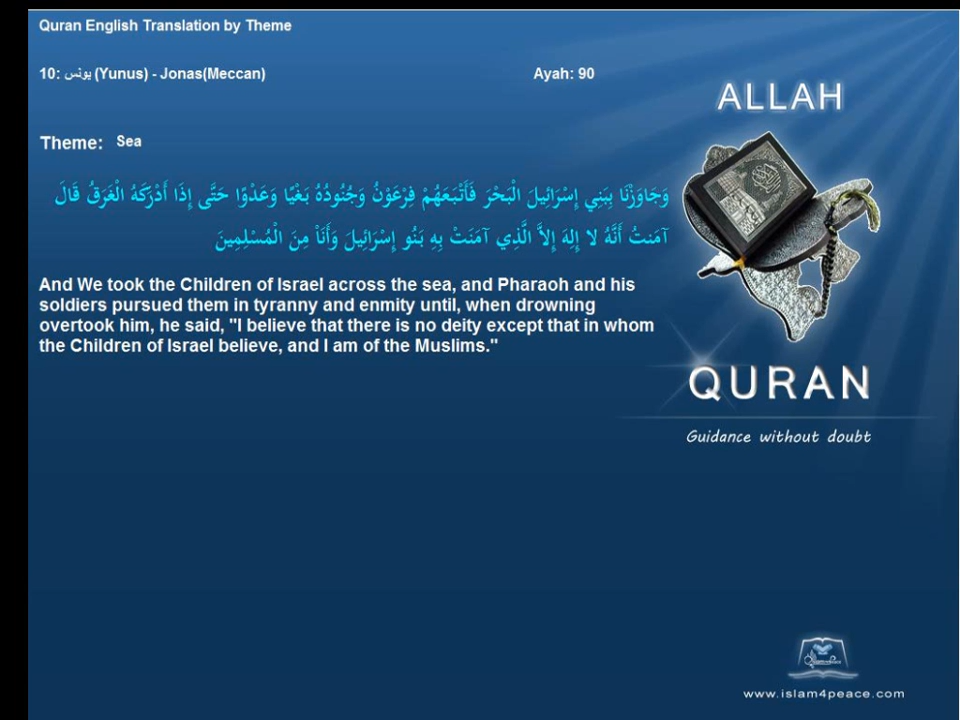 Quran English Translation by Theme
10: يونس (Yunus) - Jonas(Meccan)
Ayah: 90
Theme: Sea
وَجَاوَزْنَا بِبَنِي إِسْرَائِيلَ الْبَحْرَ فَأَتْبَعَهُمْ فِرْعَوْنُ وَجُنُودُهُ بَغْيًا وَعَدْوًا حَتَّى إِذَا أَدْرَكَهُ الْغَرَقُ قَالَ
آمَنتُ أَنَّهُ لا إِلِهَ إِلاَّ الَّذِي آمَنَتْ بِهِ بَنُو إِسْرَائِيلَ وَأَنَاْ مِنَ الْمُسْلِمِينَ
And We took the Children of Israel across the sea, and Pharaoh and his
soldiers pursued them in tyranny and enmity until, when drowning
overtook him, he said, "I believe that there is no deity except that in whom
the Children of Israel believe, and I am of the Muslims."
ALLAH
QURAN
Guidance without doubt
www.islam4peace.com